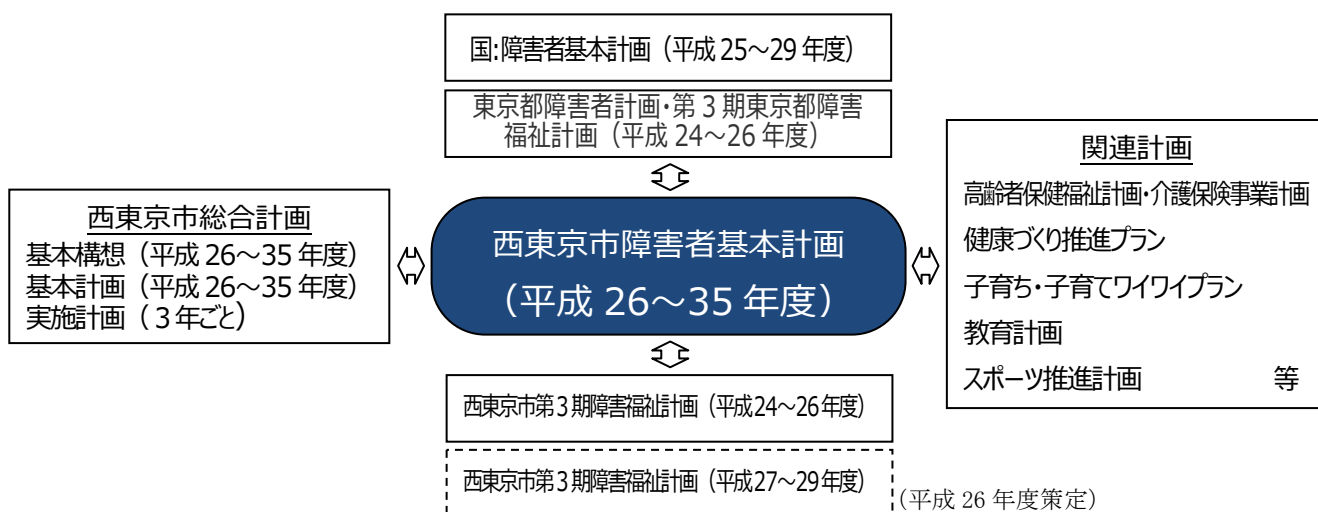 国:障害者基本計画（平成 25～29 年度）
東京都障害者計画・第 3 期東京都障害
福祉計画（平成 24～26 年度）
西東京市総合計画
基本構想（平成 26～35 年度）
基本計画（平成 26～35 年度）
実施計画（３年ごと）
西東京市障害者基本計画
（平成 26～35 年度）
関連計画
高齢者保健福祉計画・介護保険事業計画
健康づくり推進プラン
子育ち・子育てワイワイプラン
教育計画
スポーツ推進計画 等
西東京市第３期障害福祉計画（平成24～26年度）
西東京市第３期障害福祉計画（平成27～29年度）
（平成 26 年度策定）